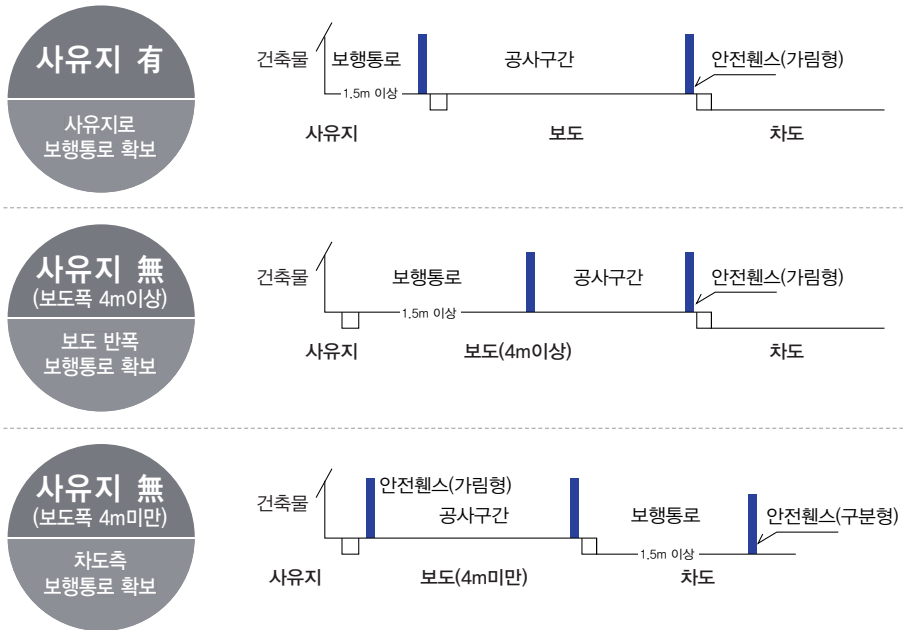 사유지 有
사유지로
보행통로 확보
건축물
보행통로
공사구간
안전휀스(가림형)
1.5m 이상
사유지
보도
차도
사유지 無
(보도폭 4m이상)
보도 반폭
보행통로 확보
건축물
보행통로
공사구간
안전휀스(가림형)
1.5m 이상
사유지
보도(4m이상)
차도
사유지 無
(보도폭 4m미만)
차도측
보행통로 확보
건축물
안전휀스(가림형)
공사구간
보행통로
안전휀스(구분형)
1.5m 이상
사유지
보도(4m미만)
차도